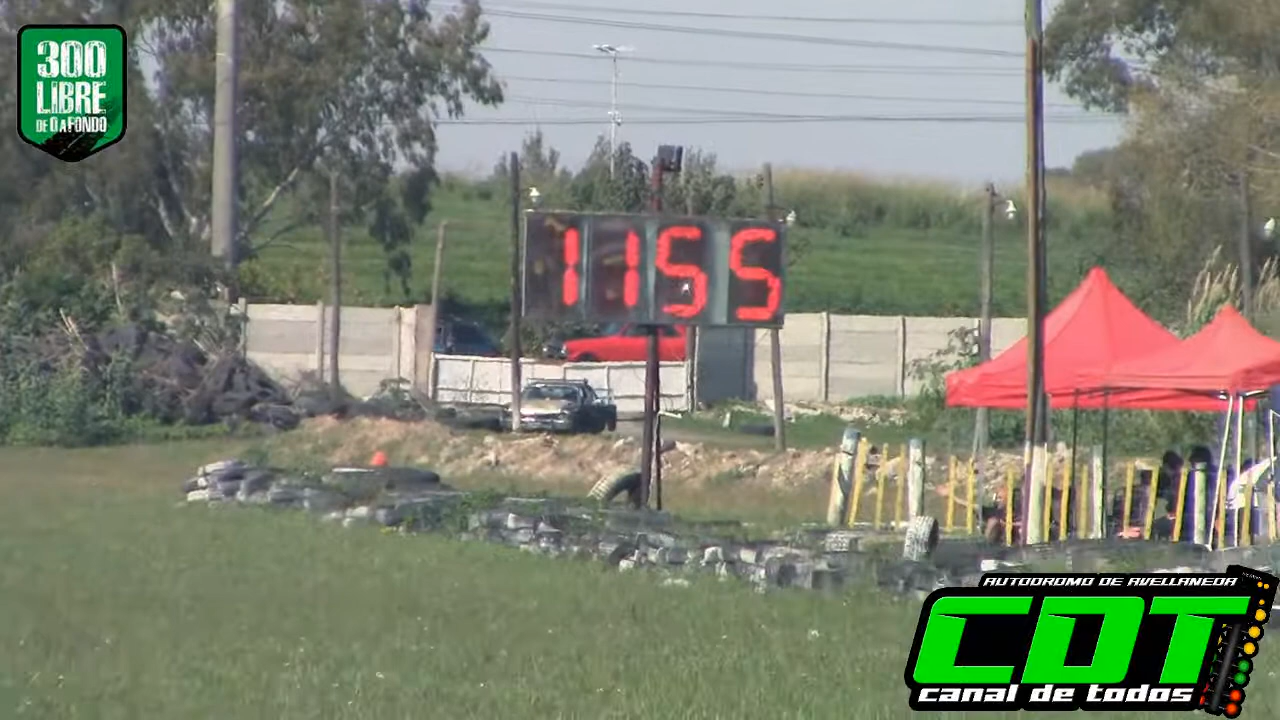 300
LIBRE
DE 0 A FONDO
1155
AUTODROMO DE AVELLANEDA
CDT
canal de todos